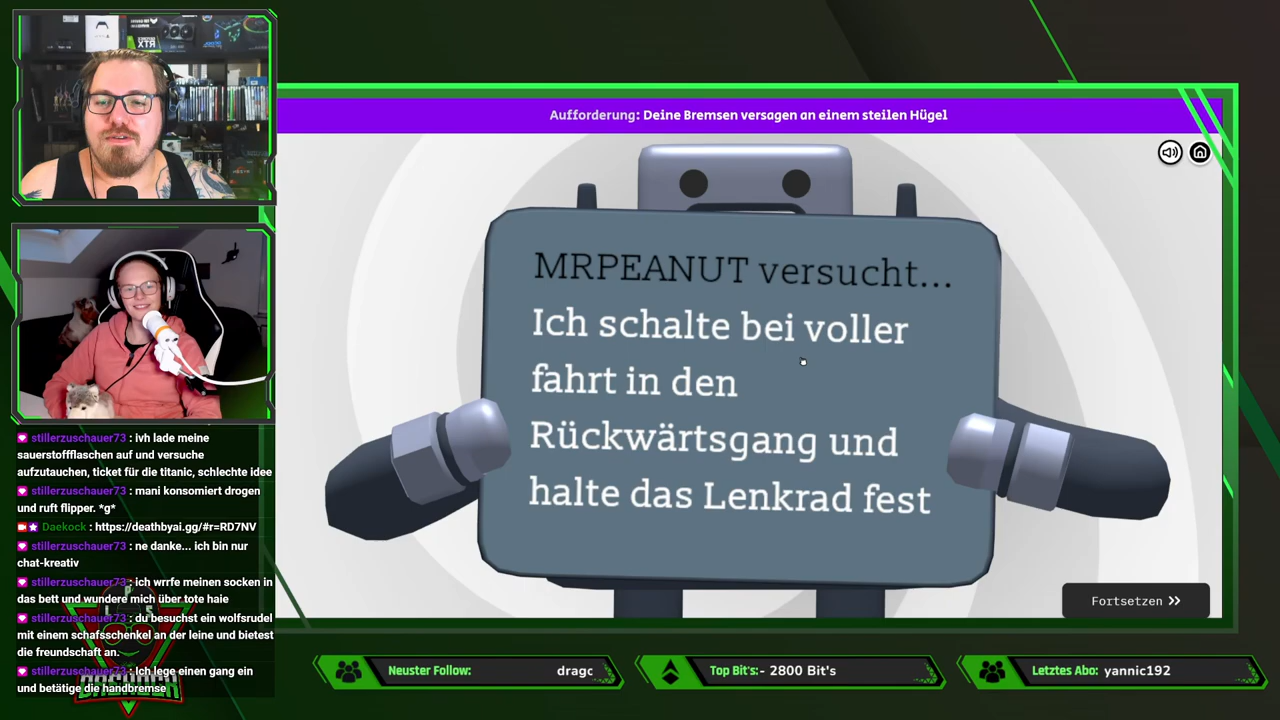 Aufforderung: Deine Bremsen versagen an einem steilen Hügel
MRPEANUT versucht...
Ich schalte bei voller
fahrt in den
Rückwärtsgang und
halte das Lenkrad fest
Fortsetzen
stillerzuschauer73 : ivh lade meine
sauerstoffflaschen auf und versuche
aufzutauchen, ticket für die titanic, schlechte idee
stillerzuschauer73 : mani konsomiert drogen
und ruft flipper. *g*
Daekock : https://deathbyai.gg/#r=RD7NV
stillerzuschauer73 : ne danke... ich bin nur
chat-kreativ
stillerzuschauer73 : ich wrrfe meinen socken in
das bett und wundere mich über tote haie
stillerzuschauer73 : du besuchst ein wolfsrudel
mit einem schafsschenkel an der leine und bietest
die freundschaft an.
stillerzuschauer73 : Ich lege einen gang ein
und betätige die handbremse
Neuster Follow: dragc
Top Bit's: - 2800 Bit's
Letztes Abo: yannic192